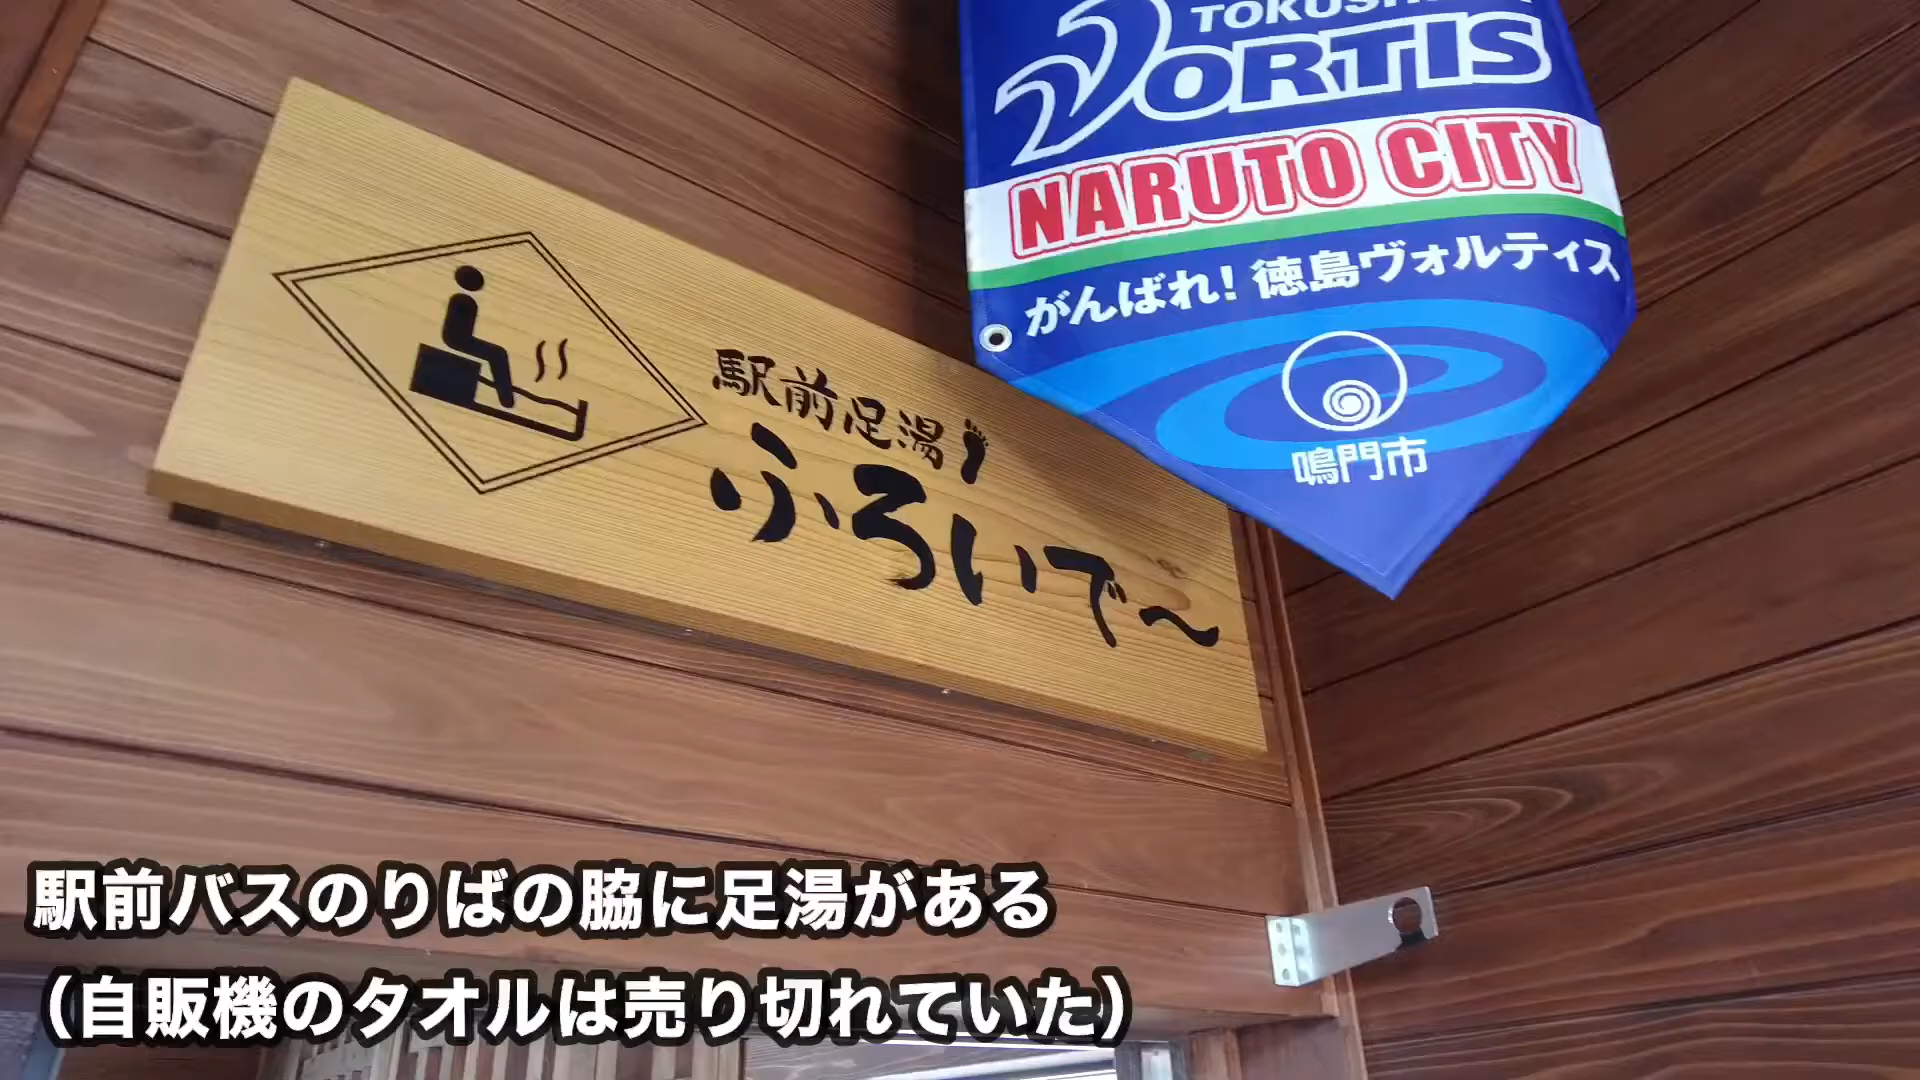 TOKUSHIMA
VORTIS
NARUTO CITY
がんばれ!徳島ヴォルティス
鳴門市
駅前足湯
ふろいで〜
駅前バスのりばの脇に足湯がある
（自販機のタオルは売り切れていた）